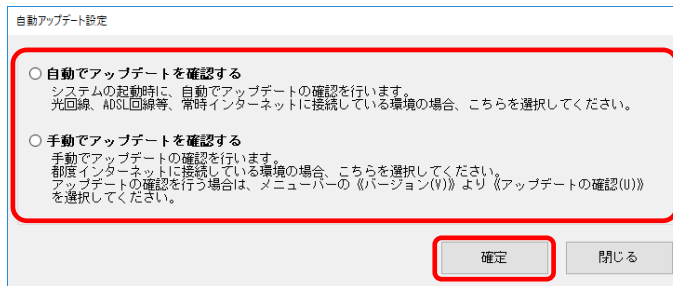 自動アップデート設定
自動でアップデートを確認する
システムの起動時に、自動でアップデートの確認を行います。
光回線、ADSL回線等、常時インターネットに接続している環境の場合、こちらを選択してください。
手動でアップデートを確認する
手動でアップデートの確認を行います。
都度インターネットに接続している環境の場合、こちらを選択してください。
アップデートの確認を行う場合は、メニューバーの《バージョン(V)》より《アップデートの確認(U)》
を選択してください。
確定
閉じる